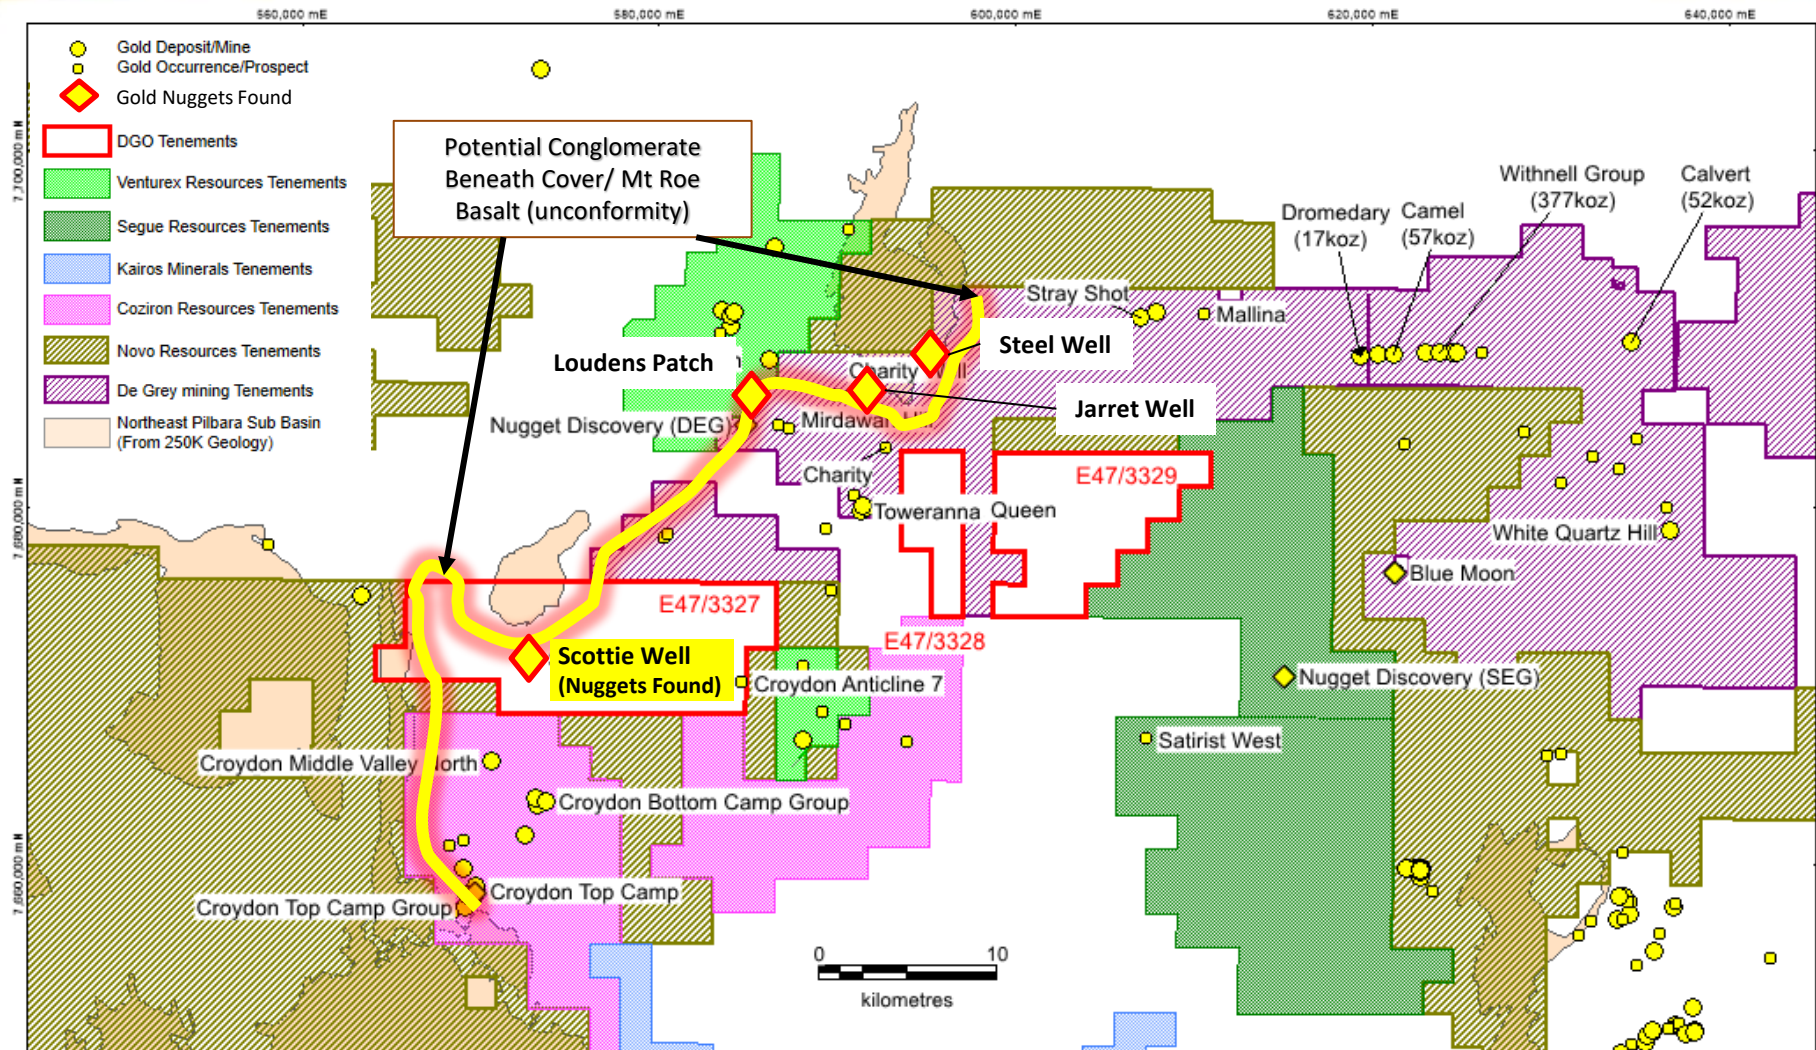 560,000 mE
580,000 mE
600,000 mE
620,000 mE
640,000 mE
7,700,000 mN
7,680,000 mN
7,660,000 mN
Gold Deposit/Mine
Gold Occurrence/Prospect
Gold Nuggets Found
DGO Tenements
Venturex Resources Tenements
Segue Resources Tenements
Kairos Minerals Tenements
Coziron Resources Tenements
Novo Resources Tenements
De Grey mining Tenements
Northeast Pilbara Sub Basin
(From 250K Geology)
Potential Conglomerate
Beneath Cover/ Mt Roe
Basalt (unconformity)
Withnell Group
(377koz)
Calvert
(52koz)
Dromedary
(17koz)
Camel
(57koz)
Stray Shot
Mallina
Steel Well
Loudens Patch
Charity
Jarret Well
Nugget Discovery (DEG)
Charity
E47/3329
Toweranna
Queen
White Quartz Hill
Blue Moon
E47/3327
E47/3328
Scottie Well
(Nuggets Found)
Croydon Anticline 7
Nugget Discovery (SEG)
Satirist West
Croydon Middle Valley North
Croydon Bottom Camp Group
Croydon Top Camp
Croydon Top Camp Group
0
10
kilometres